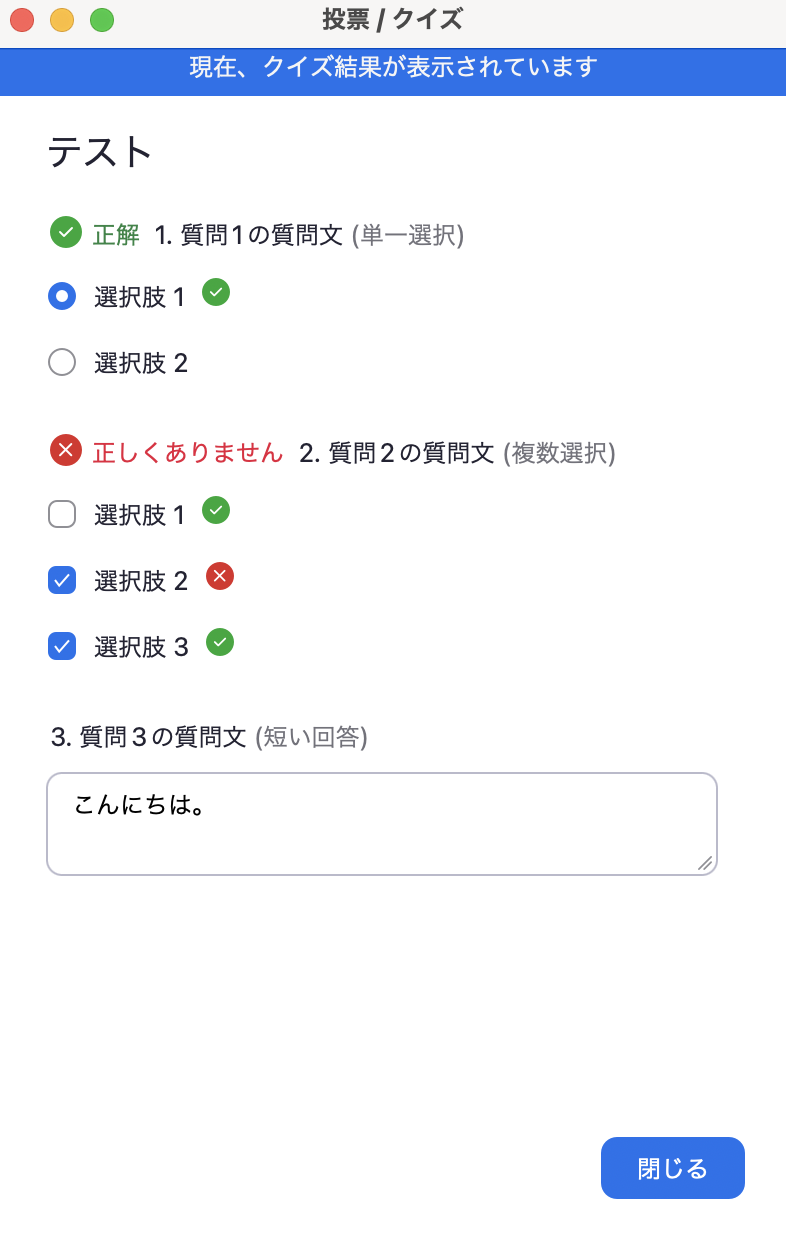 投票 / クイズ
現在、クイズ結果が表示されています
テスト
正解 1. 質問1の質問文 (単一選択)
選択肢 1
選択肢 2
正しくありません 2. 質問2の質問文 (複数選択)
選択肢 1
選択肢 2
選択肢 3
3. 質問3の質問文 (短い回答)
こんにちは。
閉じる